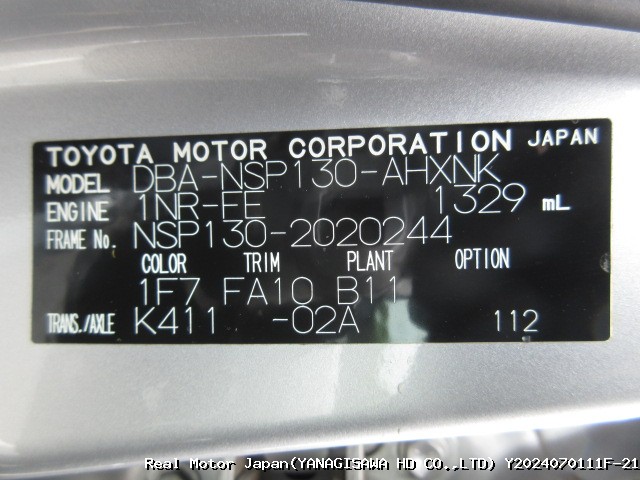 TOYOTA MOTOR CORPORATION JAPAN
MODEL DBA-NSP130-AHXNK
ENGINE 1NR-FE 1329 mL
FRAME No. NSP130-2020244
COLOR TRIM PLANT OPTION
1F7 FA10 B11
TRANS./AXLE K411 -02A 112
Real Motor Japan(YANAGISAWA HD CO.,LTD) Y2024070111F-21